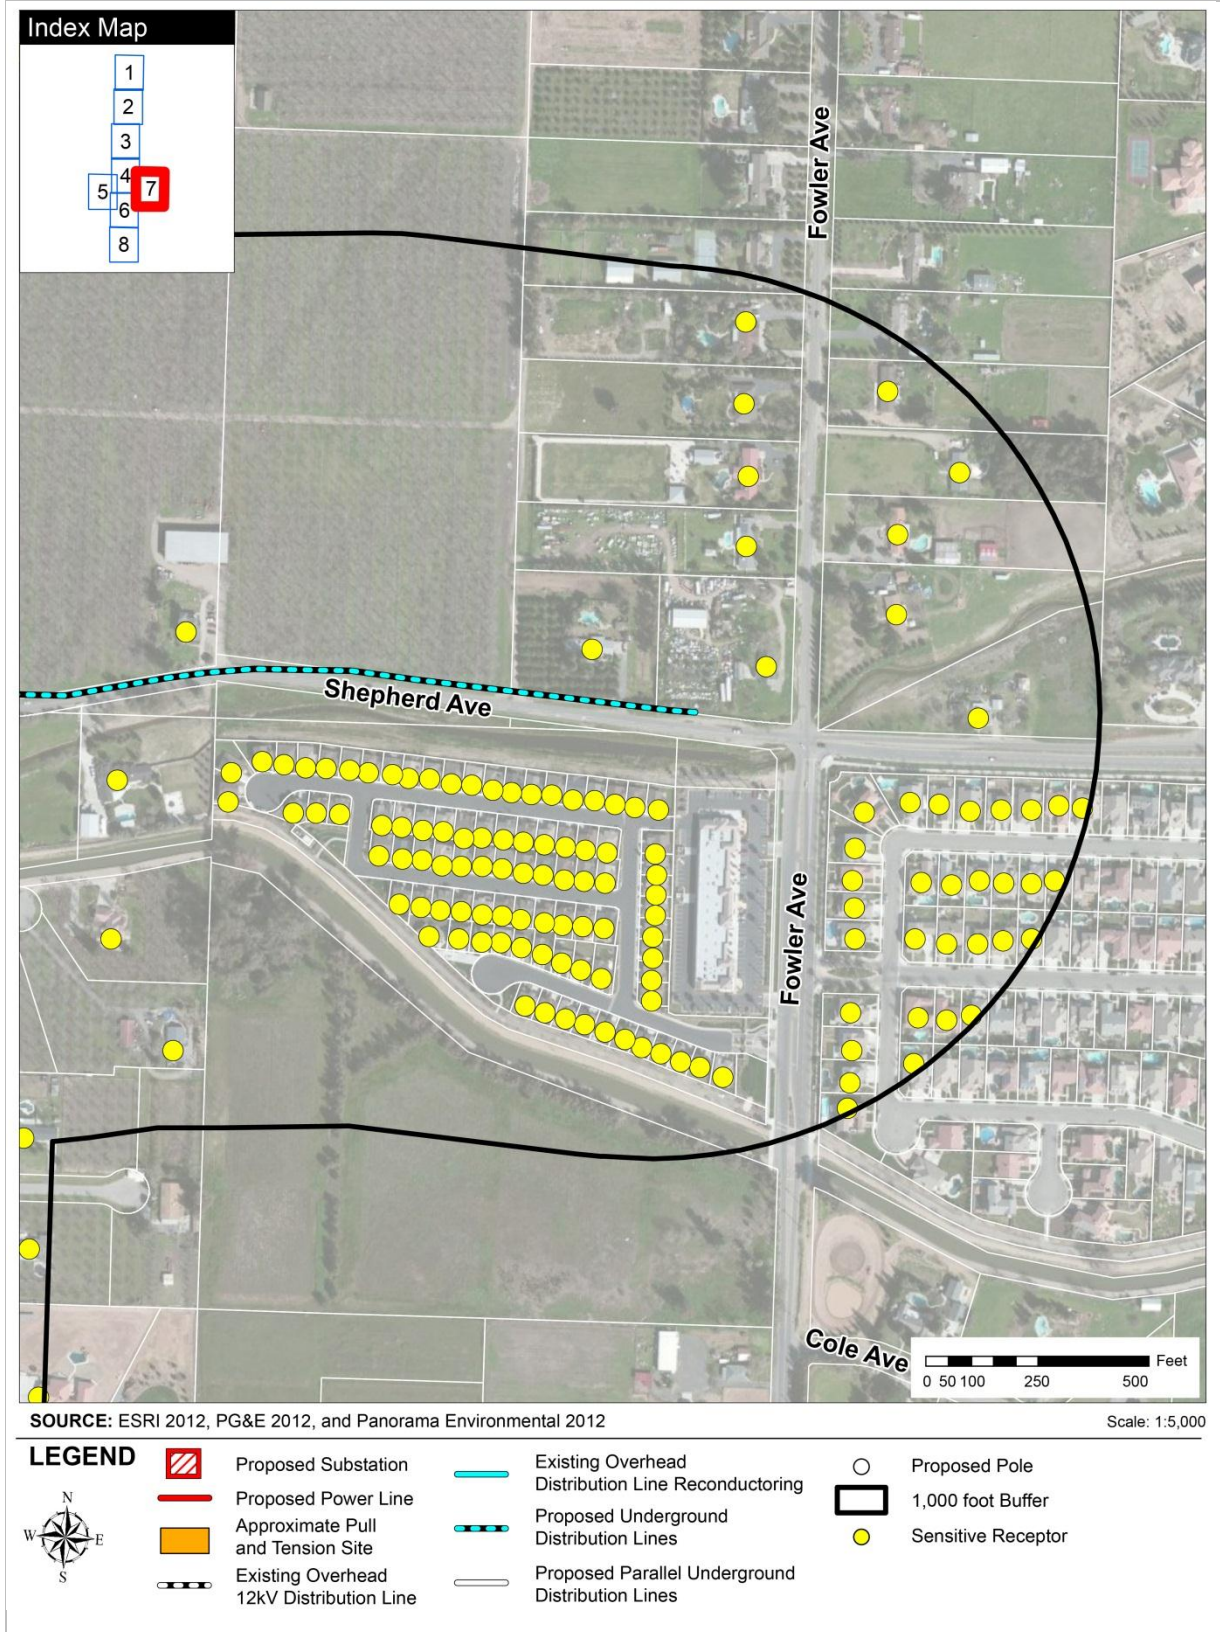 Index Map
1
2
3
4
5
7
6
8
Fowler Ave
Shepherd Ave
Fowler Ave
Cole Ave
Feet
0 50 100 250 500
SOURCE: ESRI 2012, PG&E 2012, and Panorama Environmental 2012
Scale: 1:5,000
LEGEND
N
W E
S
Proposed Substation
Proposed Power Line
Approximate Pull
and Tension Site
Existing Overhead
12kV Distribution Line
Existing Overhead
Distribution Line Reconductoring
Proposed Underground
Distribution Lines
Proposed Parallel Underground
Distribution Lines
Proposed Pole
1,000 foot Buffer
Sensitive Receptor